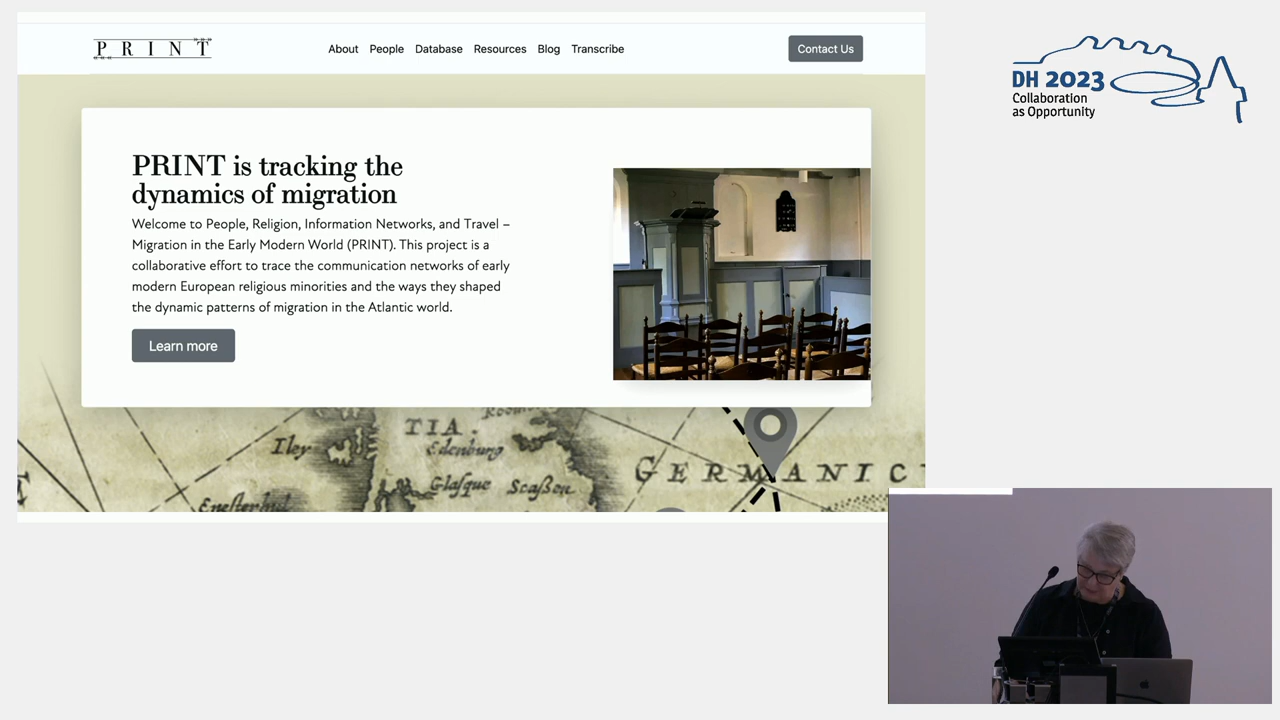 PRINT
About People Database Resources Blog Transcribe
Contact Us
DH 2023
Collaboration
as Opportunity
PRINT is tracking the
dynamics of migration
Welcome to People, Religion, Information Networks, and Travel –
Migration in the Early Modern World (PRINT). This project is a
collaborative effort to trace the communication networks of early
modern European religious minorities and the ways they shaped
the dynamic patterns of migration in the Atlantic world.
Learn more
TIA.
Ilay
Edenburg
GERMANIC
Glasque